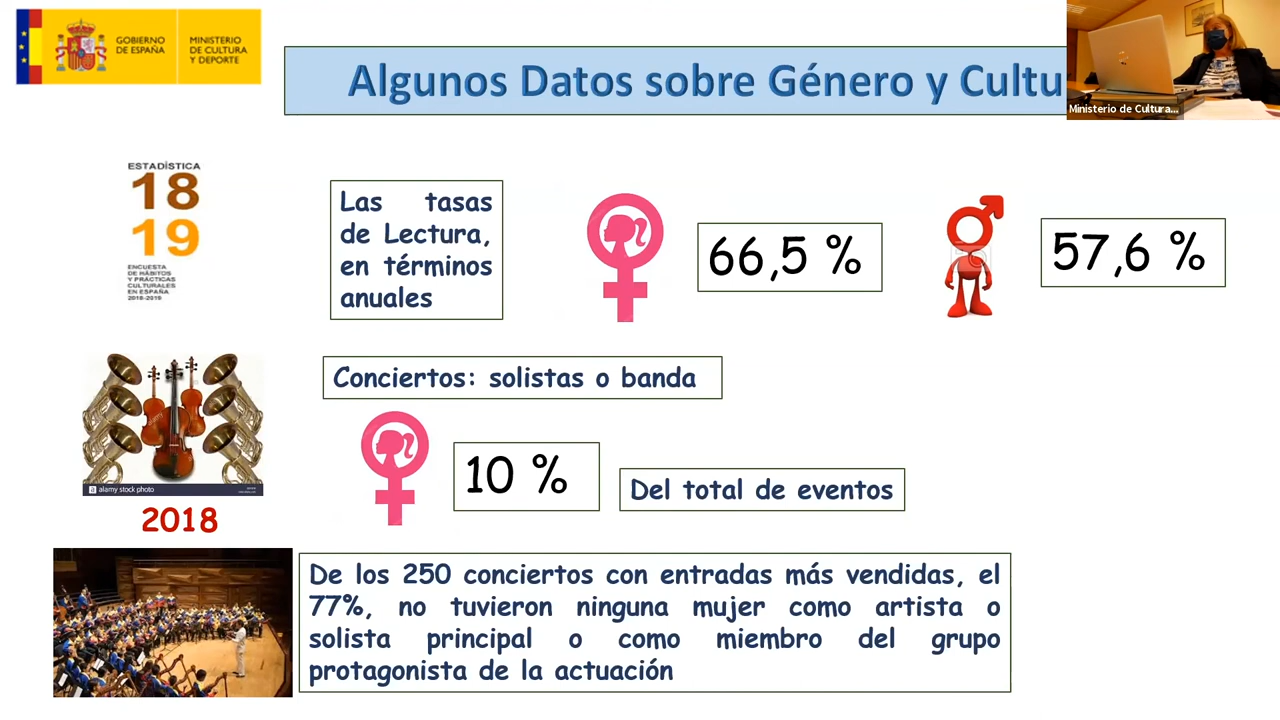 GOBIERNO
DE ESPAÑA
MINISTERIO
DE CULTURA
Y DEPORTE
Algunos Datos sobre Género y Cultu
Ministerio de Cultura...
ESTADÍSTICA
18
19
ENCUESTA
DE HÁBITOS
Y PRÁCTICAS
CULTURALES
EN ESPAÑA
2018-2019
Las tasas
de Lectura,
en términos
anuales
66,5 %
57,6 %
Conciertos: solistas o banda
10 %
Del total de eventos
a alamy stock photo
2018
De los 250 conciertos con entradas más vendidas, el
77%, no tuvieron ninguna mujer como artista o
solista principal o como miembro del grupo
protagonista de la actuación